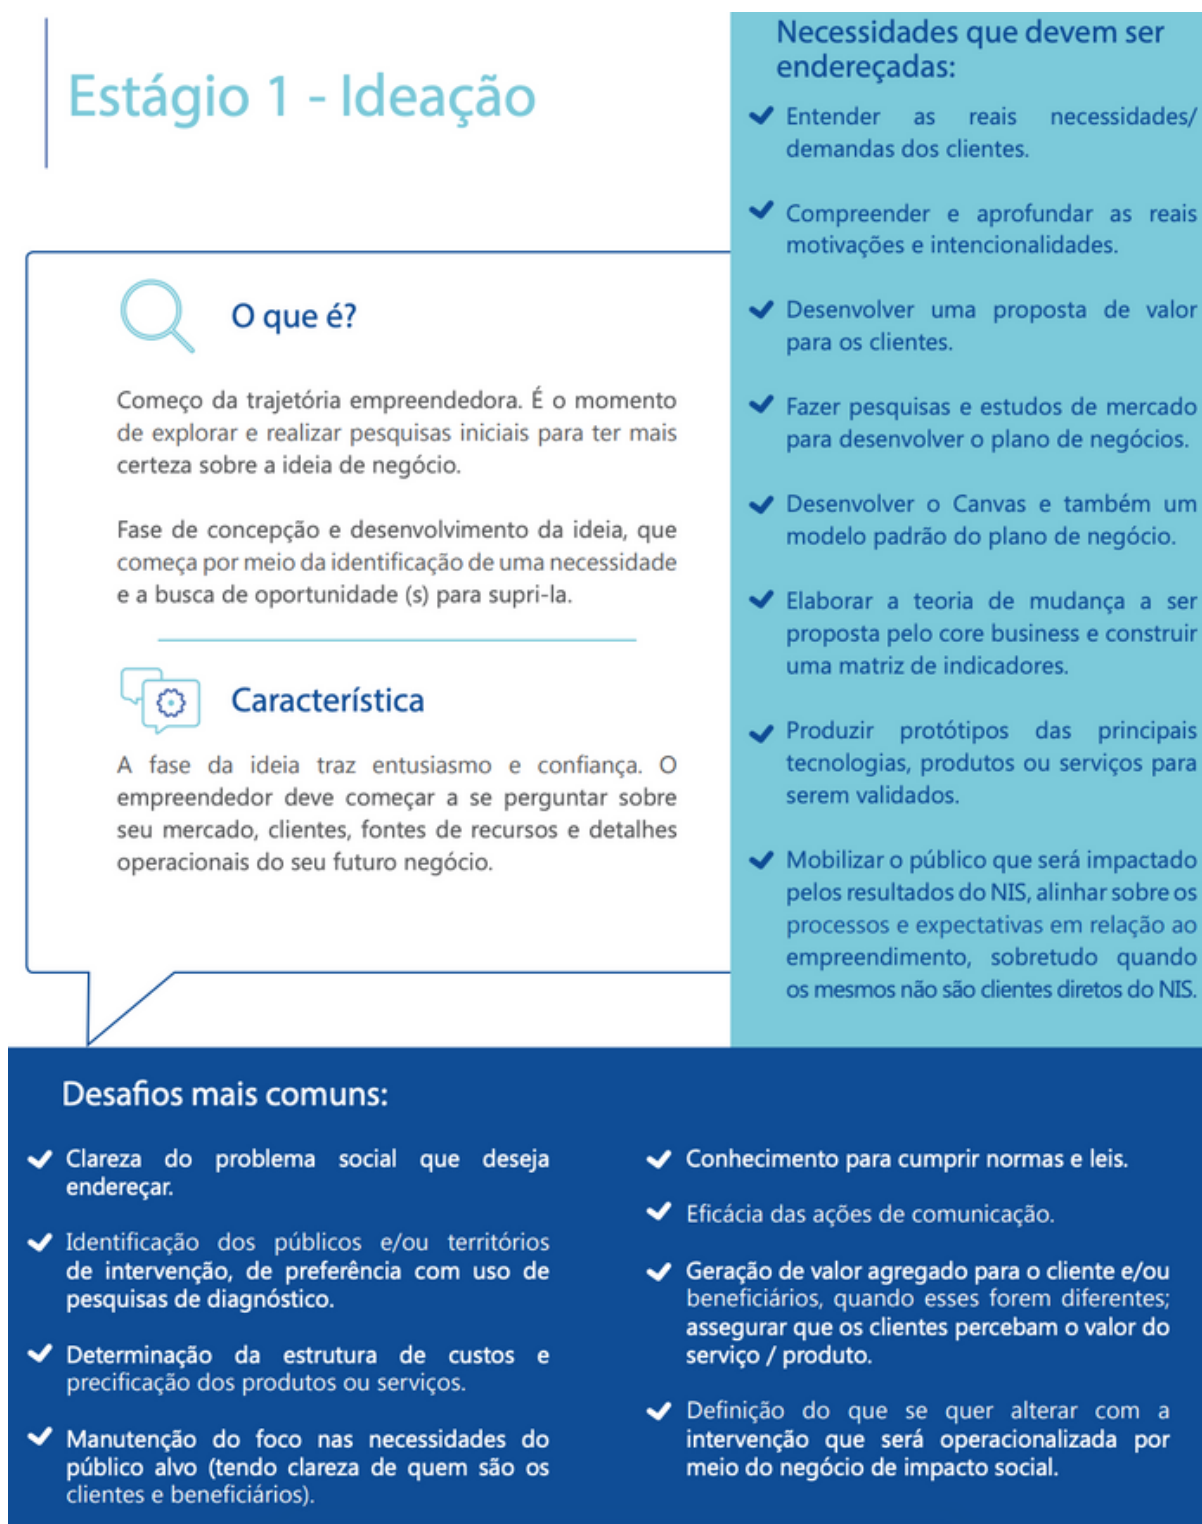 Estágio 1 - Ideação
O que é?
Começo da trajetória empreendedora. É o momento
de explorar e realizar pesquisas iniciais para ter mais
certeza sobre a ideia de negócio.
Fase de concepção e desenvolvimento da ideia, que
começa por meio da identificação de uma necessidade
e a busca de oportunidade (s) para supri-la.
Característica
A fase da ideia traz entusiasmo e confiança. O
empreendedor deve começar a se perguntar sobre
seu mercado, clientes, fontes de recursos e detalhes
operacionais do seu futuro negócio.
Necessidades que devem ser
endereçadas:
Entender as reais necessidades/
demandas dos clientes.
Compreender e aprofundar as reais
motivações e intencionalidades.
Desenvolver uma proposta de valor
para os clientes.
Fazer pesquisas e estudos de mercado
para desenvolver o plano de negócios.
Desenvolver o Canvas e também um
modelo padrão do plano de negócio.
Elaborar a teoria de mudança a ser
proposta pelo core business e construir
uma matriz de indicadores.
Produzir protótipos das principais
tecnologias, produtos ou serviços para
serem validados.
Mobilizar o público que será impactado
pelos resultados do NIS, alinhar sobre os
processos e expectativas em relação ao
empreendimento, sobretudo quando
os mesmos não são clientes diretos do NIS.
Desafios mais comuns:
Clareza do problema social que deseja
endereçar.
Identificação dos públicos e/ou territórios
de intervenção, de preferência com uso de
pesquisas de diagnóstico.
Determinação da estrutura de custos e
precificação dos produtos ou serviços.
Manutenção do foco nas necessidades do
público alvo (tendo clareza de quem são os
clientes e beneficiários).
Conhecimento para cumprir normas e leis.
Eficácia das ações de comunicação.
Geração de valor agregado para o cliente e/ou
beneficiários, quando esses forem diferentes;
assegurar que os clientes percebam o valor do
serviço / produto.
Definição do que se quer alterar com a
intervenção que será operacionalizada por
meio do negócio de impacto social.